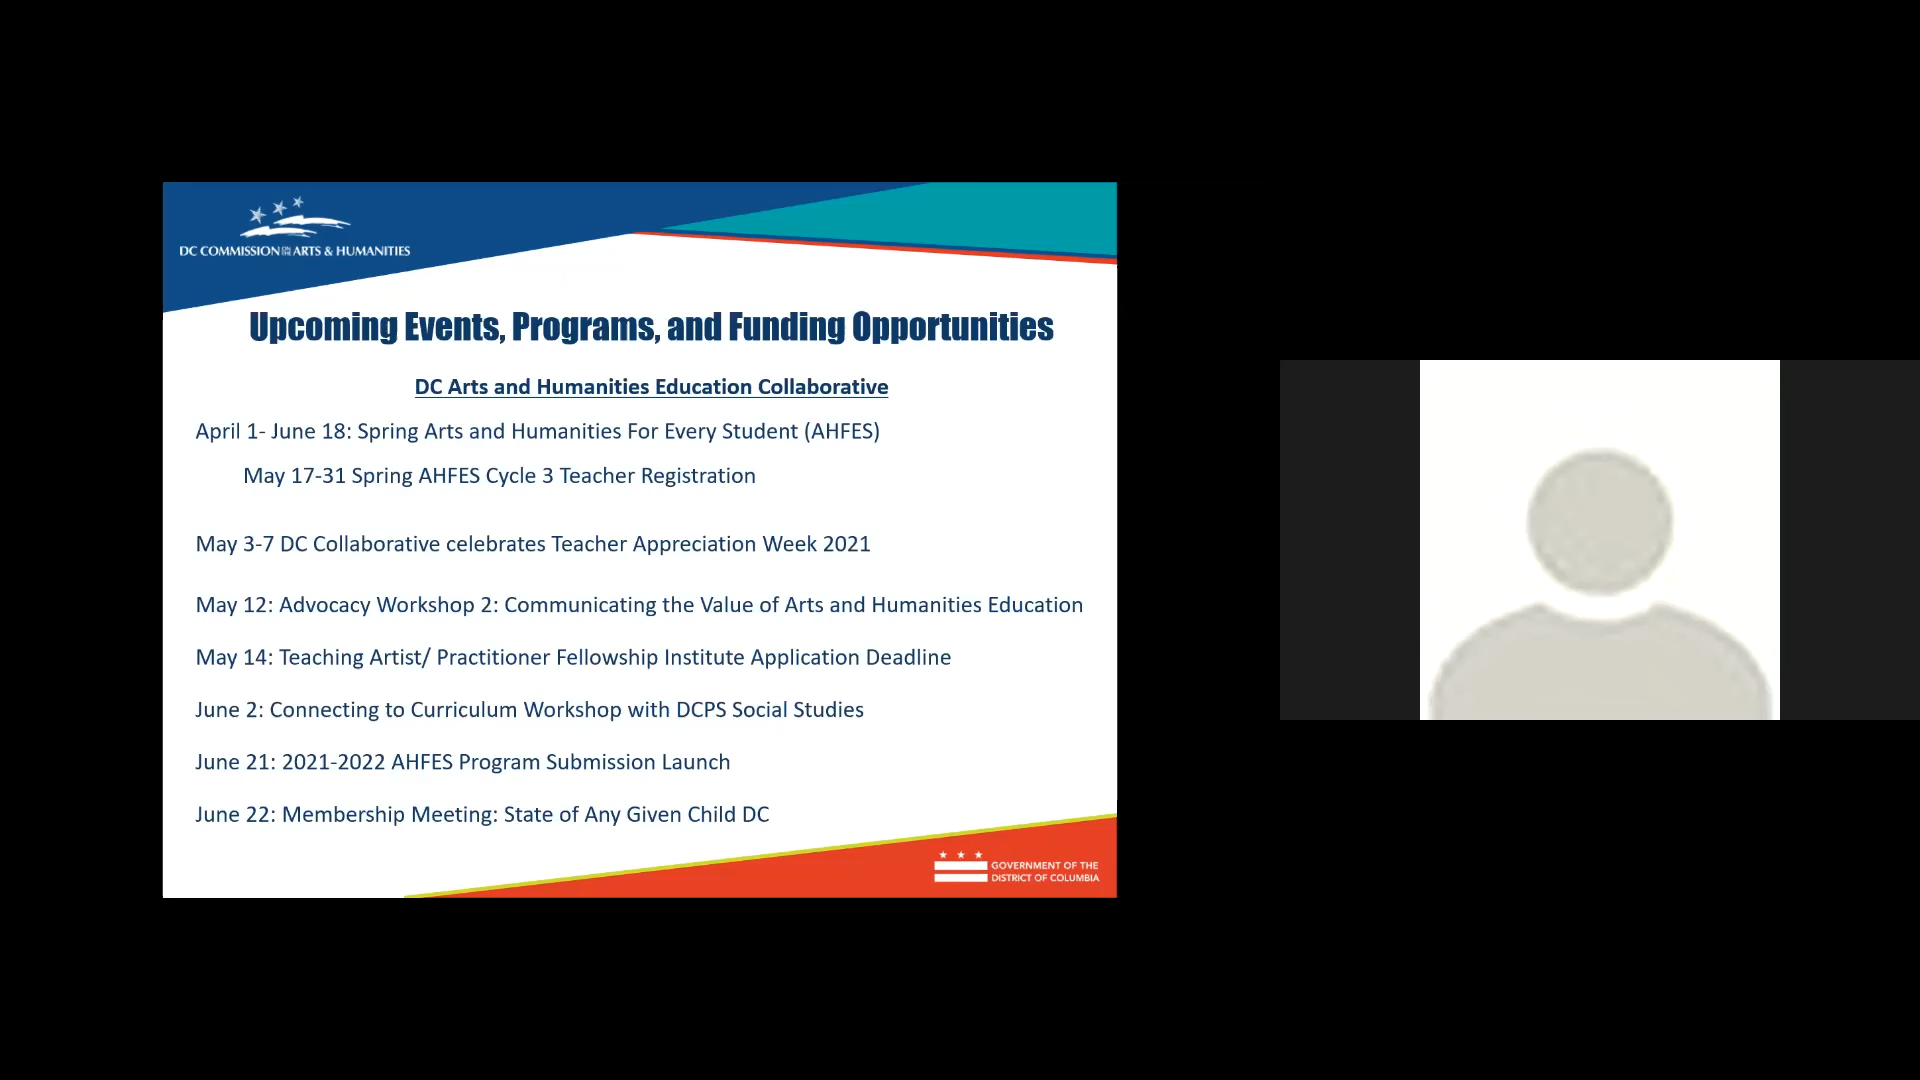 DC COMMISSION ON THE ARTS & HUMANITIES
Upcoming Events, Programs, and Funding Opportunities
DC Arts and Humanities Education Collaborative
April 1- June 18: Spring Arts and Humanities For Every Student (AHFES)
May 17-31 Spring AHFES Cycle 3 Teacher Registration
May 3-7 DC Collaborative celebrates Teacher Appreciation Week 2021
May 12: Advocacy Workshop 2: Communicating the Value of Arts and Humanities Education
May 14: Teaching Artist/ Practitioner Fellowship Institute Application Deadline
June 2: Connecting to Curriculum Workshop with DCPS Social Studies
June 21: 2021-2022 AHFES Program Submission Launch
June 22: Membership Meeting: State of Any Given Child DC
GOVERNMENT OF THE
DISTRICT OF COLUMBIA